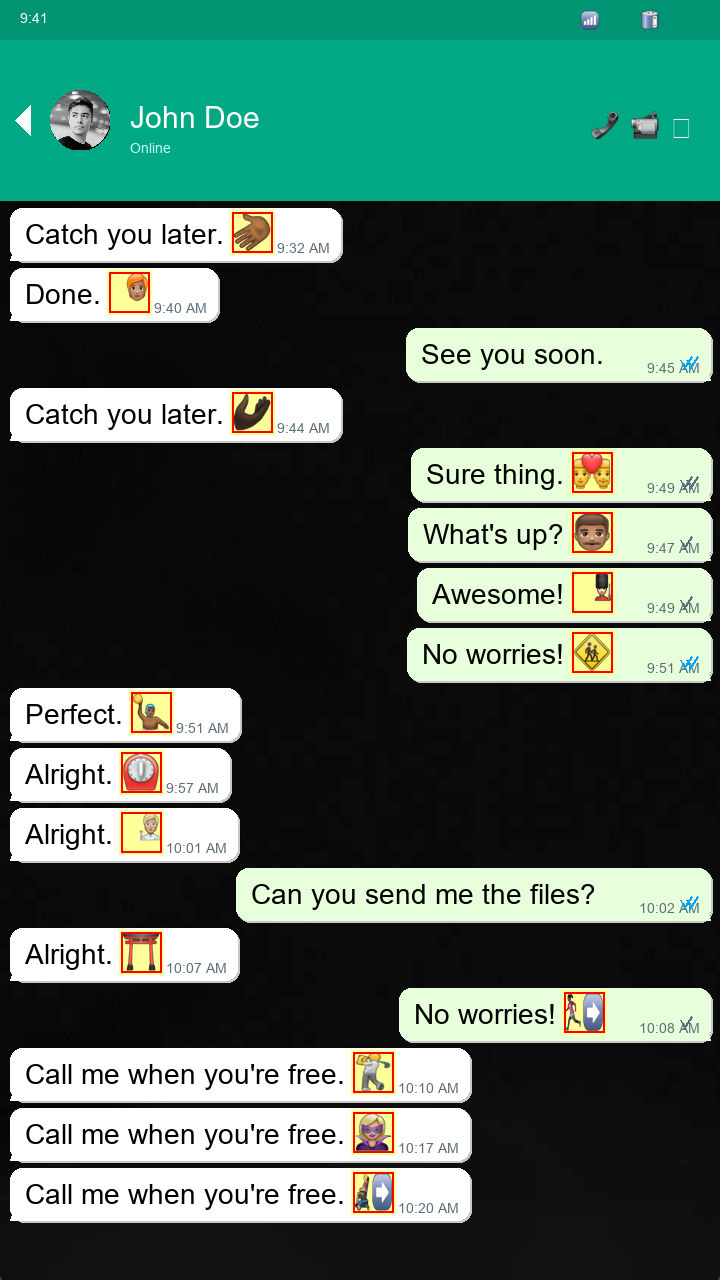 9:41
John Doe
Online
Catch you later. 9:32 AM
Done. 9:40 AM
See you soon. 9:45 AM
Catch you later. 9:44 AM
Sure thing. 9:49 AM
What's up? 9:47 AM
Awesome! 9:49 AM
No worries! 9:51 AM
Perfect. 9:51 AM
Alright. 9:57 AM
Alright. 10:01 AM
Can you send me the files? 10:02 AM
Alright. 10:07 AM
No worries! 10:08 AM
Call me when you're free. 10:10 AM
Call me when you're free. 10:17 AM
Call me when you're free. 10:20 AM